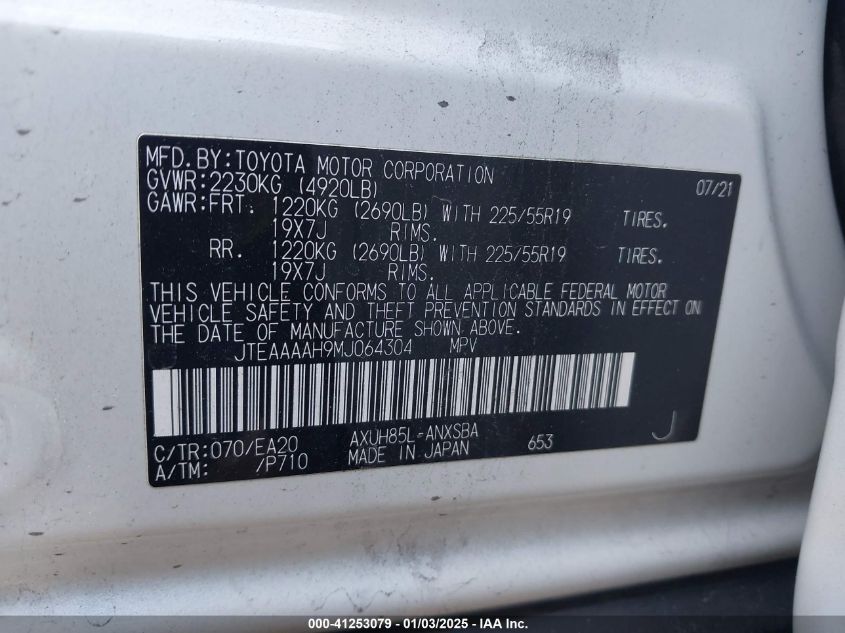 MFD.BY:TOYOTA MOTOR CORPORATION 07/21
GVWR:2230KG (4920LB)
GAWR:FRT. 1220KG (2690LB) WITH 225/55R19 TIRES.
19X7J RIMS.
RR. 1220KG (2690LB) WITH 225/55R19 TIRES.
19X7J RIMS.
THIS VEHICLE CONFORMS TO ALL APPLICABLE FEDERAL MOTOR
VEHICLE SAFETY AND THEFT PREVENTION STANDARDS IN EFFECT ON
THE DATE OF MANUFACTURE SHOWN ABOVE.
JTEAAAAH9MJ064304 MPV
C/TR:070/EA20 AXUH85L-ANXSBA 653 J
A/TM: /P710 MADE IN JAPAN
000-41253079 - 01/03/2025 - IAAI.COM